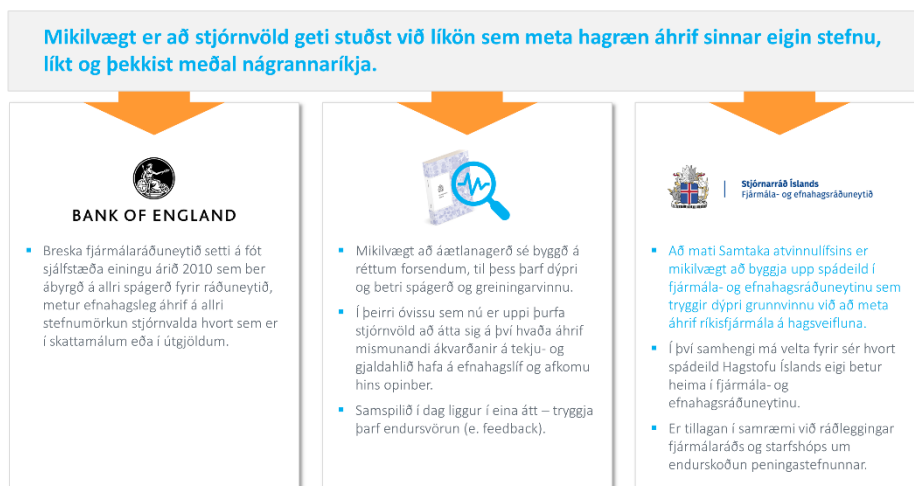 Mikilvægt er að stjórnvöld geti stuðst við líkön sem meta hagræn áhrif sinnar eigin stefnu,
líkt og þekkist meðal nágrannaríkja.
BANK OF ENGLAND
Breska fjármálaráðuneytið setti á fót
sjálfstæða einingu árið 2010 sem ber
ábyrgð á allri spágerð fyrir ráðuneytið,
metur efnahagsleg áhrif á allri
stefnumörkun stjórnvalda hvort sem er
í skattamálum eða í útgjöldum.
Mikilvægt að áætlanagerð sé byggð á
réttum forsendum, til þess þarf dýpri
og betri spágerð og greiningarvinnu.
Í þeirri óvissu sem nú er uppi þurfa
stjórnvöld að átta sig á því hvaða áhrif
mismunandi ákvarðanir á tekju- og
gjaldahlið hafa á efnahagslíf og afkomu
hins opinber.
Samspilið í dag liggur í eina átt – tryggja
þarf endursvörun (e. feedback).
Stjórnarráð Íslands
Fjármála- og efnahagsráðuneytið
Að mati Samtaka atvinnulífsins er
mikilvægt að byggja upp spádeild í
fjármála- og efnahagsráðuneytinu sem
tryggir dýpri grunnvinnu við að meta
áhrif ríkisfjármála á hagsveifluna.
Í því samhengi má velta fyrir sér hvort
spádeild Hagstofu Íslands eigi betur
heima í fjármála- og
efnahagsráðuneytinu.
Er tillagan í samræmi við ráðleggingar
fjármálaráðs og starfshóps um
endurskoðun peningastefnunnar.